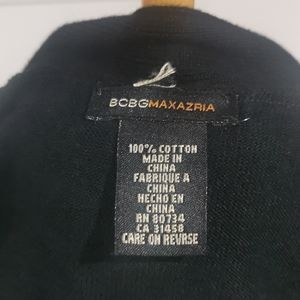 BCBGMAXAZRIA
100% COTTON
MADE IN
CHINA
FABRIQUE A
CHINA
HECHO EN
CHINA
RN 80734
CA 31458
CARE ON REVRSE